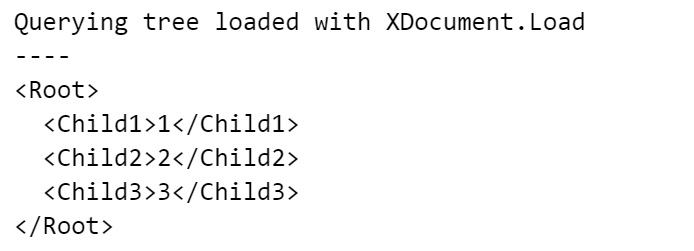 Querying tree loaded with XDocument.Load
----
<Root>
  <Child1>1</Child1>
  <Child2>2</Child2>
  <Child3>3</Child3>
</Root>